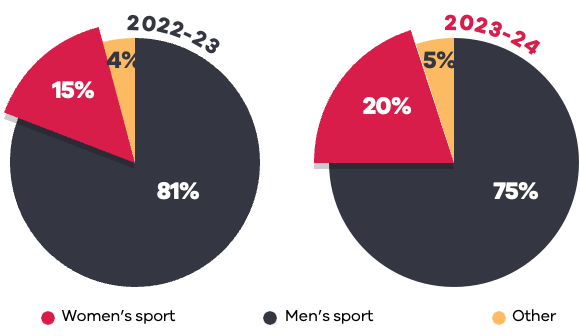 2022-23
4%
15%
81%
2023-24
5%
20%
75%
Women's sport
Men's sport
Other